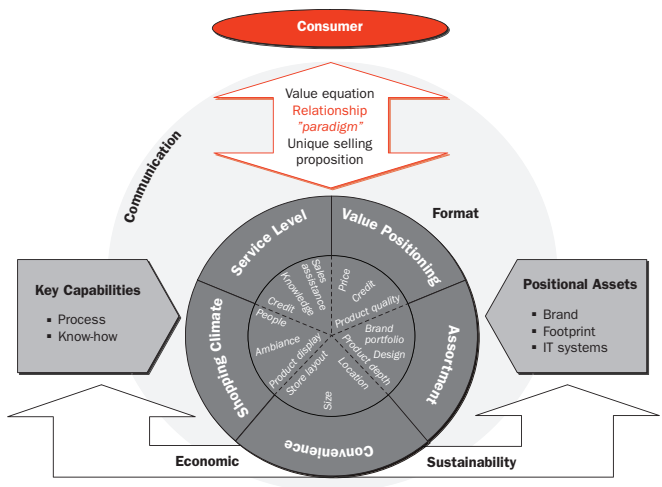 Consumer
Value equation
Relationship
"paradigm"
Unique selling
proposition
Communication
Format
Service Level
Value Positioning
Assortment
Convenience
Shopping Climate
Sales
assistance
Knowledge
Credit
Price
Credit
Product quality
Brand
portfolio
Design
Product depth
Location
Size
Store layout
Product display
Ambiance
People
Key Capabilities
▪ Process
▪ Know-how
Positional Assets
▪ Brand
▪ Footprint
▪ IT systems
Economic
Sustainability